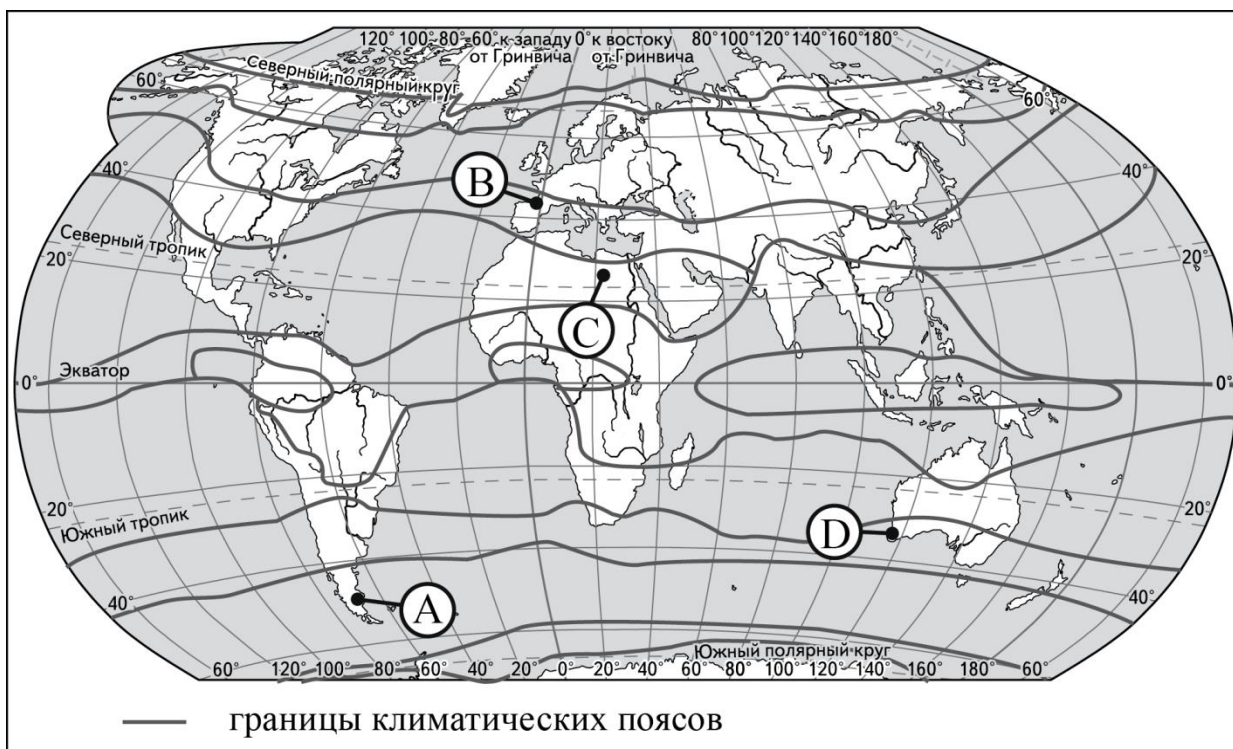 120° 100° 80° 60° к западу 0° к востоку 80° 100° 120° 140° 160° 180°
от Гринвича от Гринвича
Северный полярный круг
60°
60°
B
40°
40°
Северный тропик
20°
20°
C
Экватор
0°
0°
20°
20°
Южный тропик
D
40°
40°
A
Южный полярный круг
60° 120° 100° 80° 60° 40° 20° 0° 20° 40° 60° 80° 100° 120° 140° 160° 180° 60°
границы климатических поясов